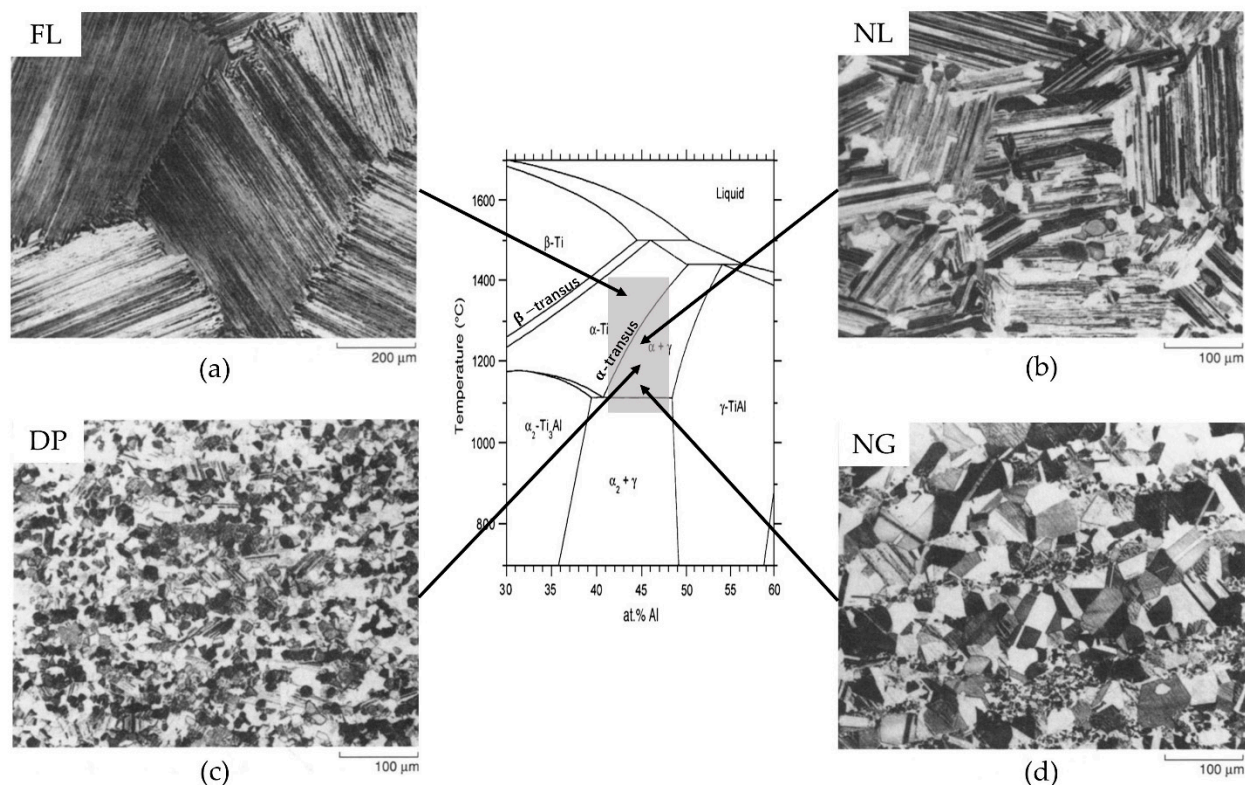 FL
200 μm
(a)
NL
100 μm
(b)
1600
1400
1200
1000
800
Temperature (°C)
30 35 40 45 50 55 60
at.% Al
Liquid
β-Ti
β –transus
α-Ti
α-transus
α + γ
γ-TiAl
α₂-Ti₃Al
α₂ + γ
DP
100 μm
(c)
NG
100 μm
(d)